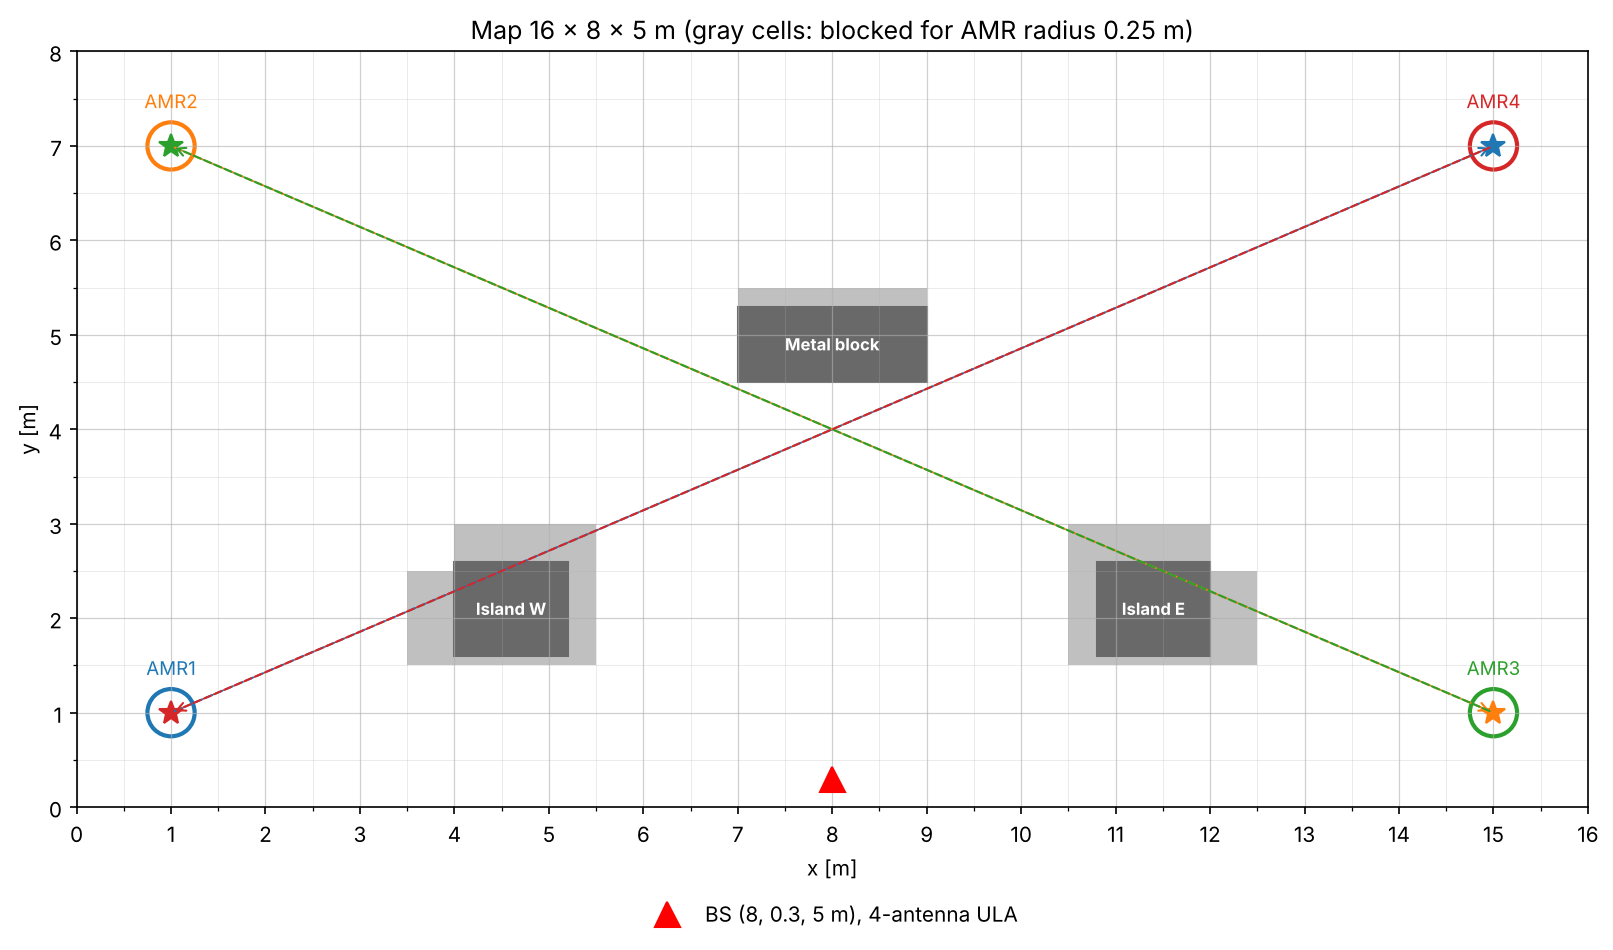 Map 16 × 8 × 5 m (gray cells: blocked for AMR radius 0.25 m)
8
7
6
5
4
3
2
1
0
y [m]
AMR2
AMR4
Metal block
Island W
Island E
AMR1
AMR3
0 1 2 3 4 5 6 7 8 9 10 11 12 13 14 15 16
x [m]
BS (8, 0.3, 5 m), 4-antenna ULA